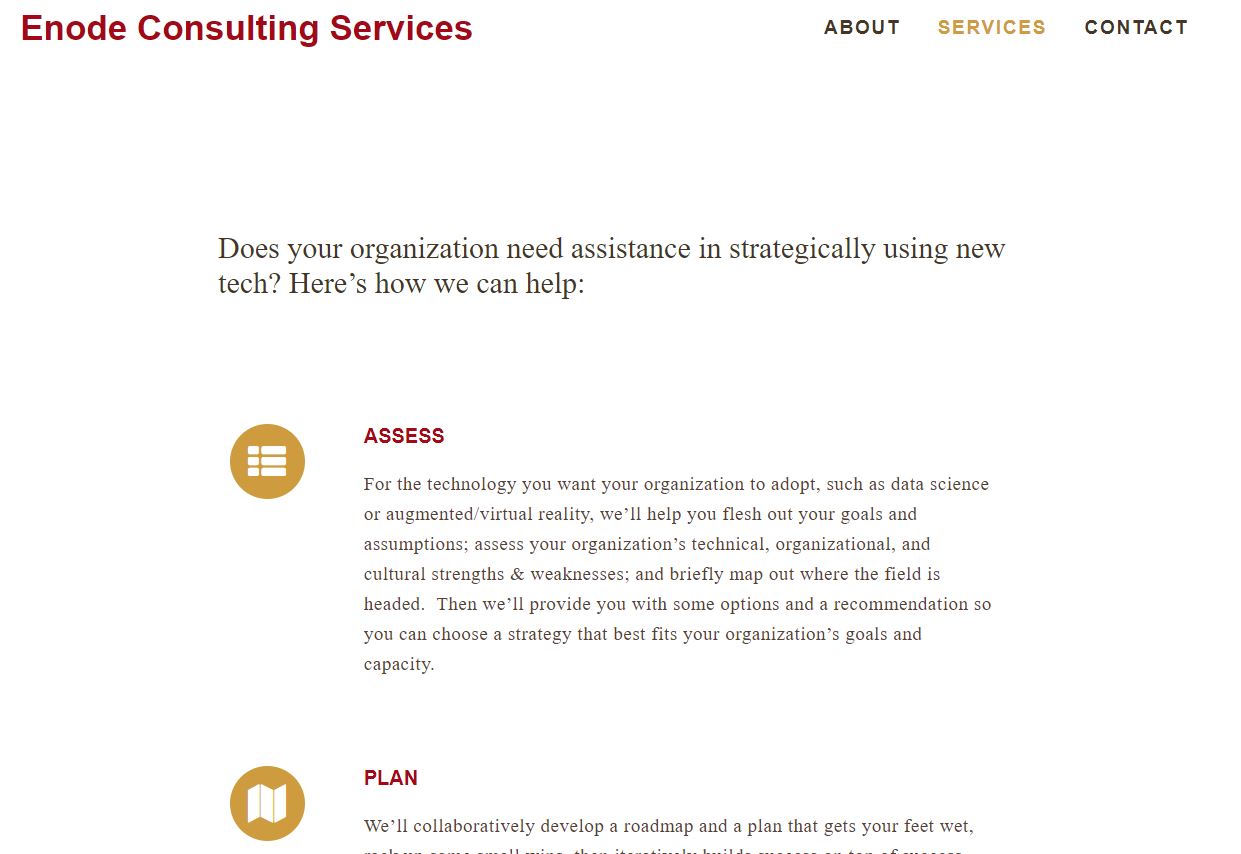 Enode Consulting Services
ABOUT SERVICES CONTACT
Does your organization need assistance in strategically using new
tech? Here’s how we can help:
ASSESS
For the technology you want your organization to adopt, such as data science
or augmented/virtual reality, we’ll help you flesh out your goals and
assumptions; assess your organization’s technical, organizational, and
cultural strengths & weaknesses; and briefly map out where the field is
headed.  Then we’ll provide you with some options and a recommendation so
you can choose a strategy that best fits your organization’s goals and
capacity.
PLAN
We’ll collaboratively develop a roadmap and a plan that gets your feet wet,